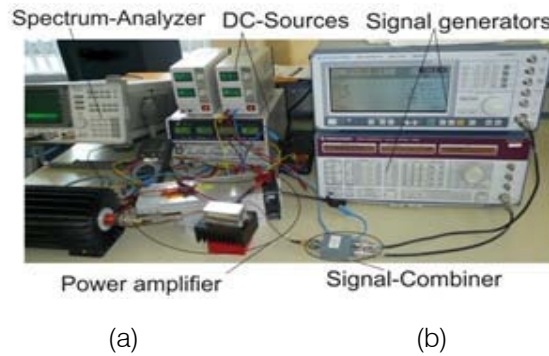 Spectrum-Analyzer DC-Sources Signal generators
Power amplifier Signal-Combiner
(a) (b)